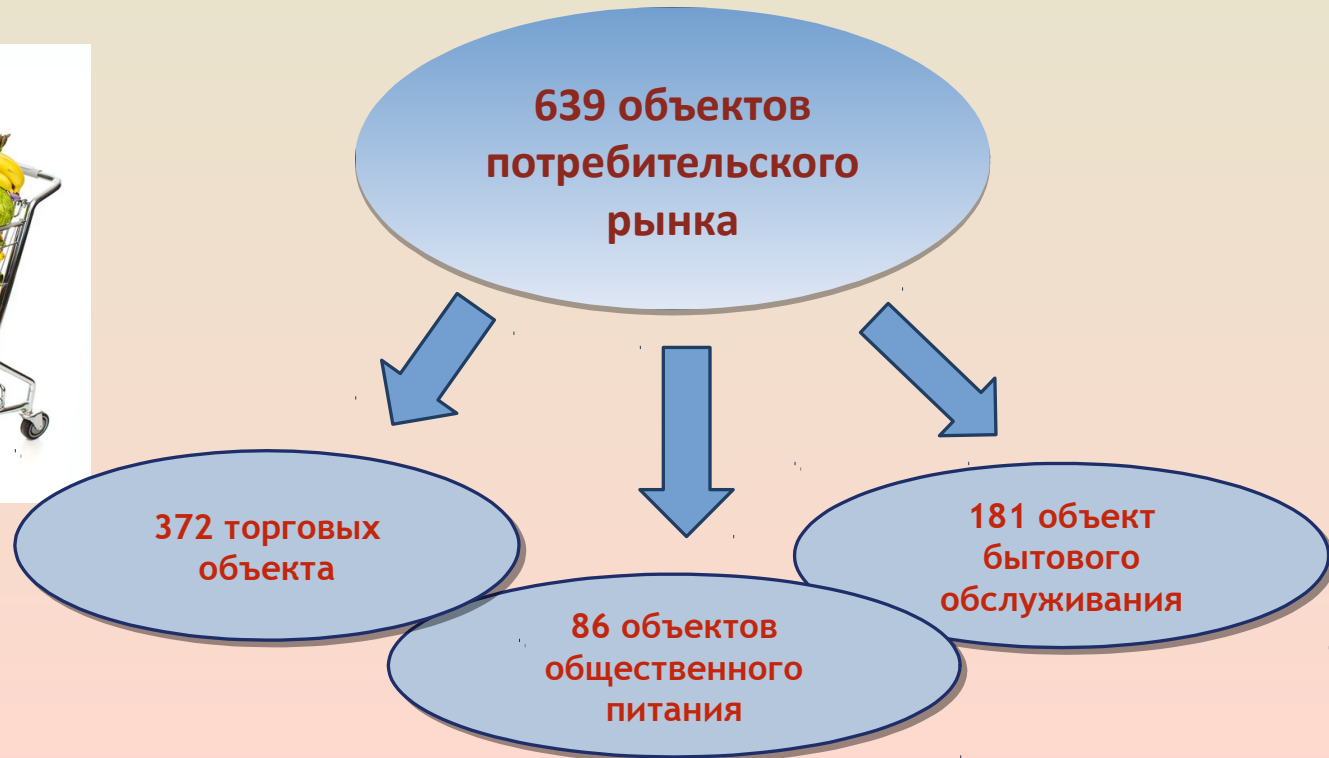 639 объектов
потребительского
рынка
372 торговых
объекта
181 объект
бытового
обслуживания
86 объектов
общественного
питания